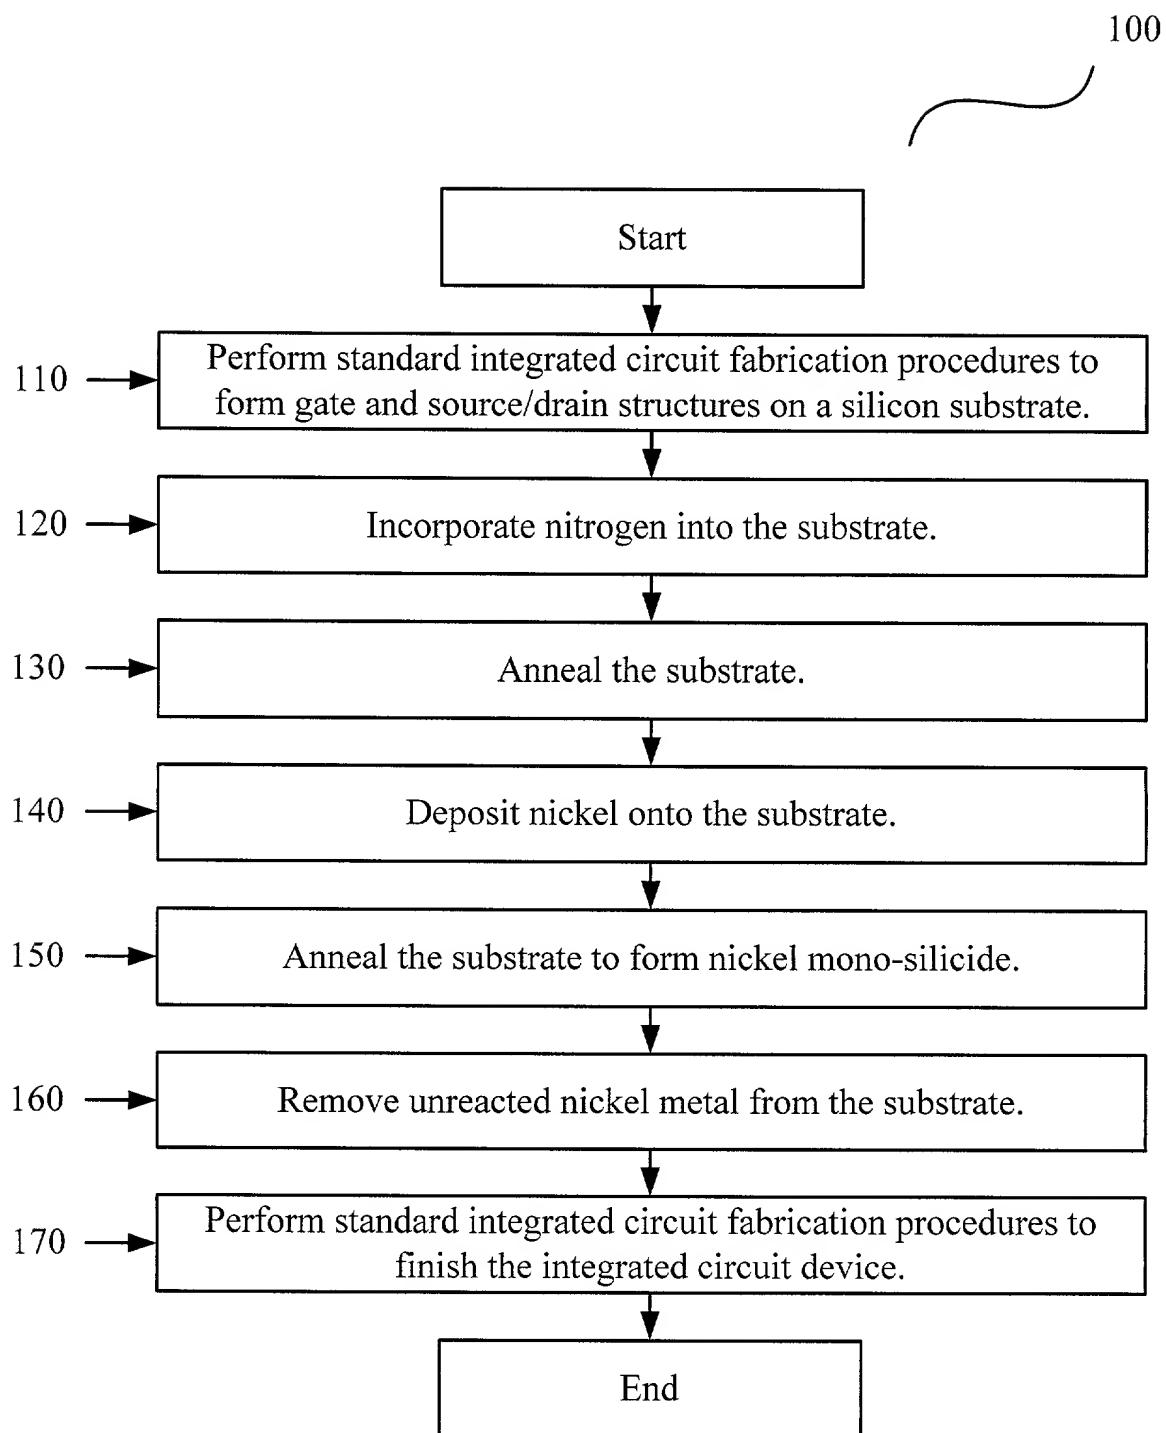 100
Start
110
Perform standard integrated circuit fabrication procedures to
form gate and source/drain structures on a silicon substrate.
120
Incorporate nitrogen into the substrate.
130
Anneal the substrate.
140
Deposit nickel onto the substrate.
150
Anneal the substrate to form nickel mono-silicide.
160
Remove unreacted nickel metal from the substrate.
170
Perform standard integrated circuit fabrication procedures to
finish the integrated circuit device.
End